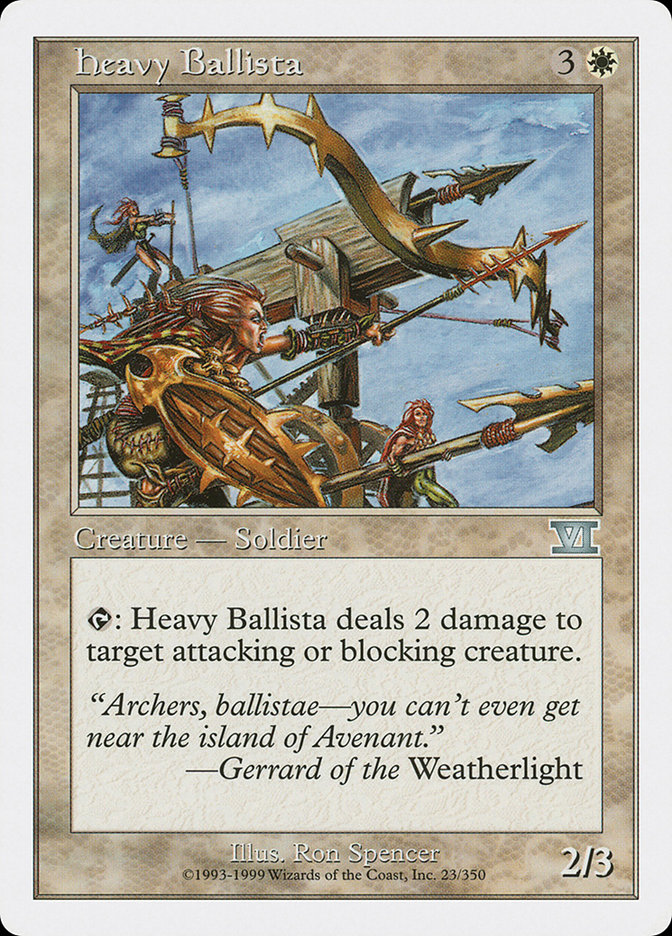 Heavy Ballista 3
Creature — Soldier VI
: Heavy Ballista deals 2 damage to
target attacking or blocking creature.
“Archers, ballistae—you can’t even get
near the island of Avenant.”
—Gerrard of the Weatherlight
Illus. Ron Spencer
©1993-1999 Wizards of the Coast, Inc. 23/350
2/3